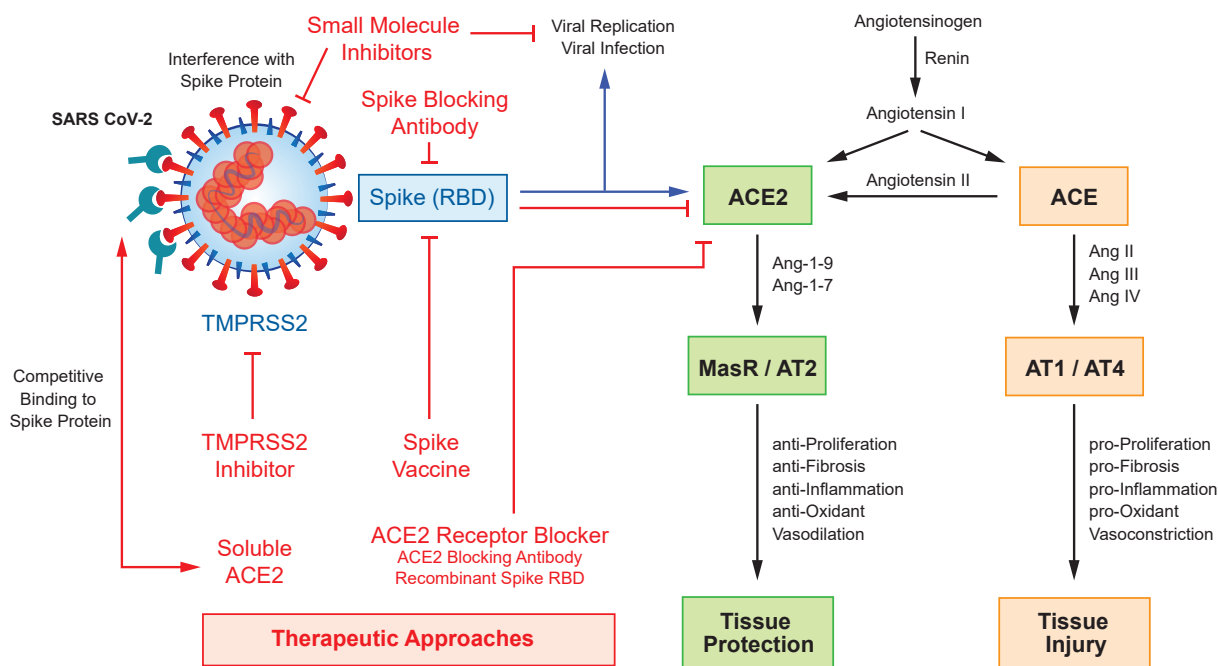 Small Molecule
Inhibitors
Viral Replication
Viral Infection
Angiotensinogen
Renin
Interference with
Spike Protein
SARS CoV-2
Spike Blocking
Antibody
Angiotensin I
Spike (RBD)
ACE2
Angiotensin II
ACE
Ang-1-9
Ang-1-7
Ang II
Ang III
Ang IV
TMPRSS2
MasR / AT2
AT1 / AT4
Competitive
Binding to
Spike Protein
TMPRSS2
Inhibitor
Spike
Vaccine
anti-Proliferation
anti-Fibrosis
anti-Inflammation
anti-Oxidant
Vasodilation
pro-Proliferation
pro-Fibrosis
pro-Inflammation
pro-Oxidant
Vasoconstriction
Soluble
ACE2
ACE2 Receptor Blocker
ACE2 Blocking Antibody
Recombinant Spike RBD
Therapeutic Approaches
Tissue
Protection
Tissue
Injury